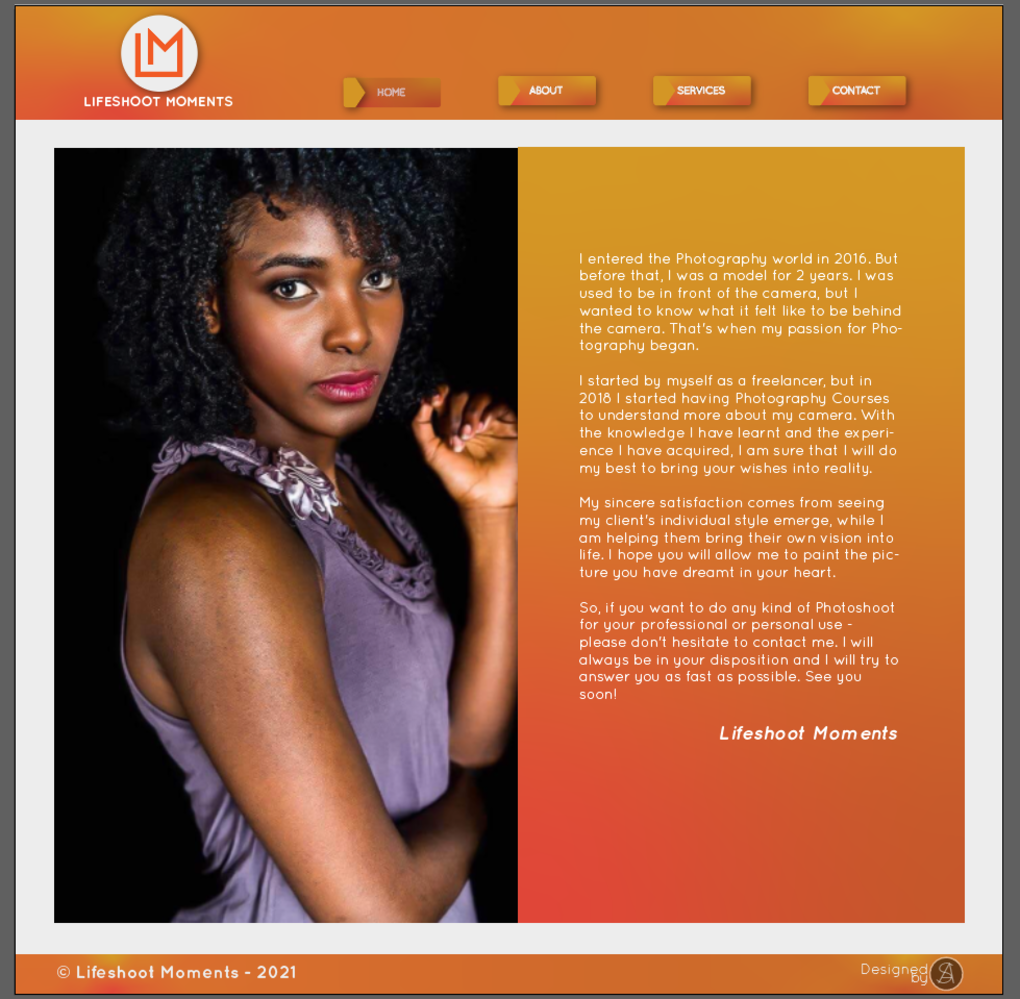 LM
LIFESHOOT MOMENTS
HOME
ABOUT
SERVICES
CONTACT
I entered the Photography world in 2016. But
before that, I was a model for 2 years. I was
used to be in front of the camera, but I
wanted to know what it felt like to be behind
the camera. That's when my passion for Pho-
tography began.
I started by myself as a freelancer, but in
2018 I started having Photography Courses
to understand more about my camera. With
the knowledge I have learnt and the experi-
ence I have acquired, I am sure that I will do
my best to bring your wishes into reality.
My sincere satisfaction comes from seeing
my client's individual style emerge, while I
am helping them bring their own vision into
life. I hope you will allow me to paint the pic-
ture you have dreamt in your heart.
So, if you want to do any kind of Photoshoot
for your professional or personal use -
please don't hesitate to contact me. I will
always be in your disposition and I will try to
answer you as fast as possible. See you
soon!
Lifeshoot Moments
© Lifeshoot Moments - 2021
Designed
by